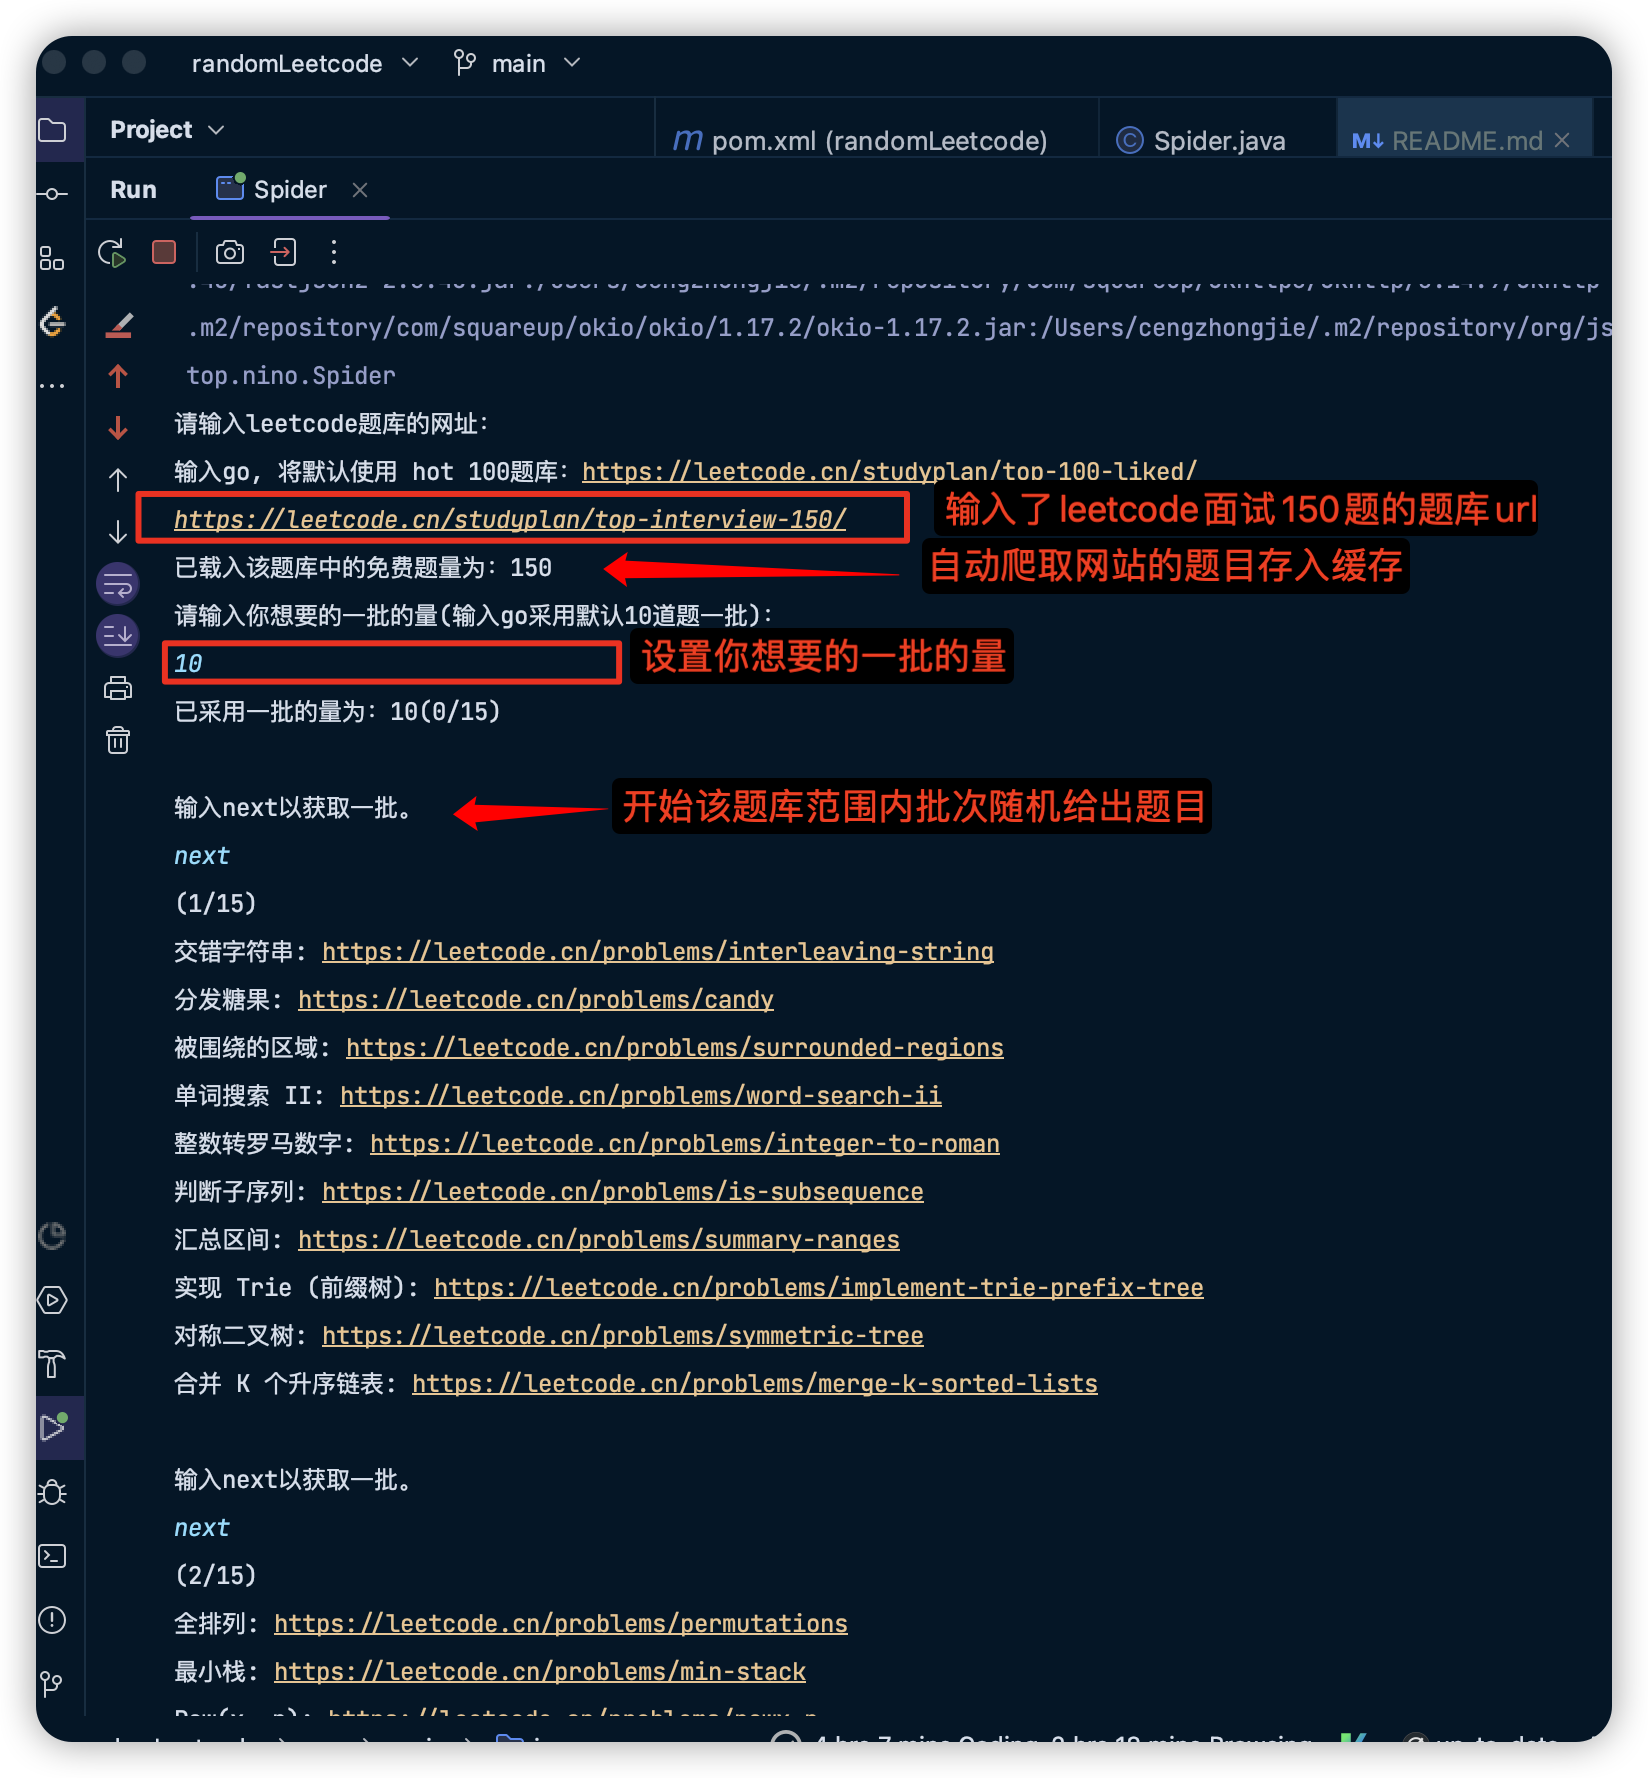 randomLeetcode main
Project
pom.xml (randomLeetcode) Spider.java M↓ README.md
Run Spider
.m2/repository/com/squareup/okio/okio/1.17.2/okio-1.17.2.jar:/Users/cengzhongjie/.m2/repository/org/js
top.nino.Spider
请输入leetcode题库的网址:
输入go, 将默认使用 hot 100题库: https://leetcode.cn/studyplan/top-100-liked/
https://leetcode.cn/studyplan/top-interview-150/ 输入了leetcode面试150题的题库url
已载入该题库中的免费题量为: 150 自动爬取网站的题目存入缓存
请输入你想要的一批的量(输入go采用默认10道题一批):
10 设置你想要的一批的量
已采用一批的量为: 10(0/15)
输入next以获取一批。 开始该题库范围内批次随机给出题目
next
(1/15)
交错字符串: https://leetcode.cn/problems/interleaving-string
分发糖果: https://leetcode.cn/problems/candy
被围绕的区域: https://leetcode.cn/problems/surrounded-regions
单词搜索 II: https://leetcode.cn/problems/word-search-ii
整数转罗马数字: https://leetcode.cn/problems/integer-to-roman
判断子序列: https://leetcode.cn/problems/is-subsequence
汇总区间: https://leetcode.cn/problems/summary-ranges
实现 Trie (前缀树): https://leetcode.cn/problems/implement-trie-prefix-tree
对称二叉树: https://leetcode.cn/problems/symmetric-tree
合并 K 个升序链表: https://leetcode.cn/problems/merge-k-sorted-lists
输入next以获取一批。
next
(2/15)
全排列: https://leetcode.cn/problems/permutations
最小栈: https://leetcode.cn/problems/min-stack